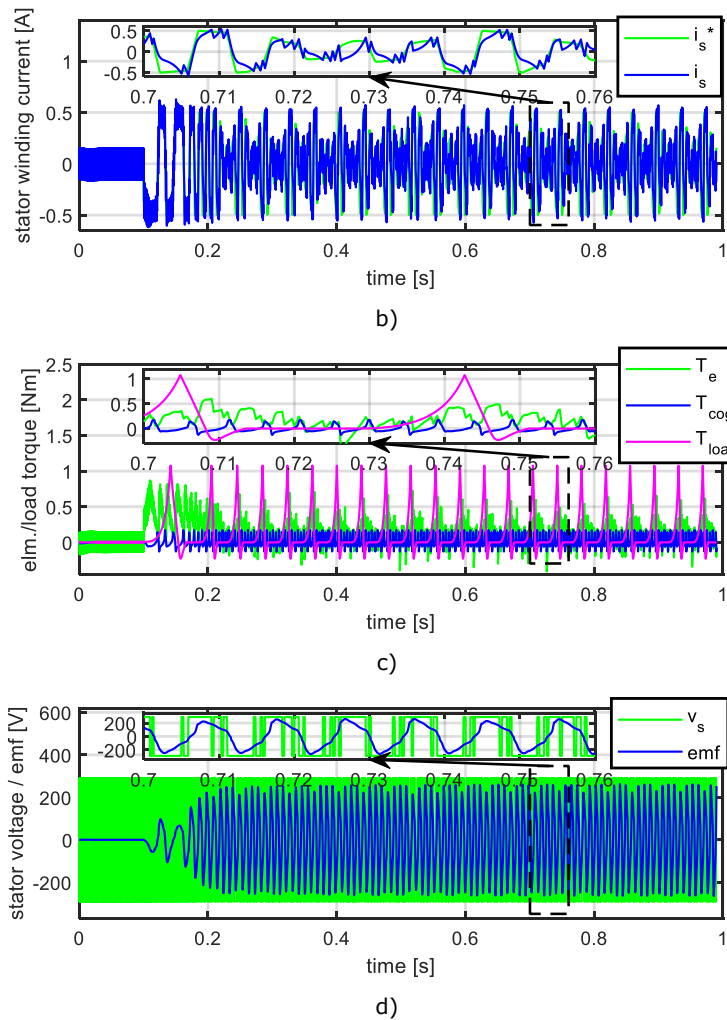 stator winding current [A]
1
0.5
0
-0.5
0.5
0
-0.5
0.7 0.71 0.72 0.73 0.74 0.75 0.76
i_s*
i_s
0 0.2 0.4 0.6 0.8 1
time [s]
b)
elm./load torque [Nm]
2.5
2
1.5
1
0.5
0
1
0.5
0
0.7 0.71 0.72 0.73 0.74 0.75 0.76
T_e
T_cog
T_loa
0 0.2 0.4 0.6 0.8 1
time [s]
c)
stator voltage / emf [V]
600
400
200
0
-200
200
0
-200
0.7 0.71 0.72 0.73 0.74 0.75 0.76
v_s
emf
0 0.2 0.4 0.6 0.8 1
time [s]
d)